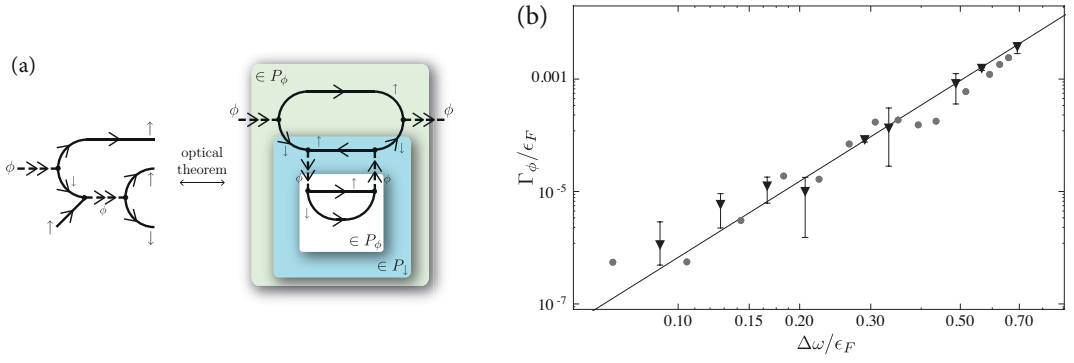 (a)
ϕ
↑
↓
ϕ
↑
↑
↓
optical
theorem
∈ P_ϕ
↑
ϕ
ϕ
↓
↑
↓
ϕ
ϕ
↑
↓
∈ P_ϕ
∈ P_↓
(b)
Γ_ϕ/ϵ_F
0.001
10^-5
10^-7
0.10 0.15 0.20 0.30 0.50 0.70
Δω/ϵ_F